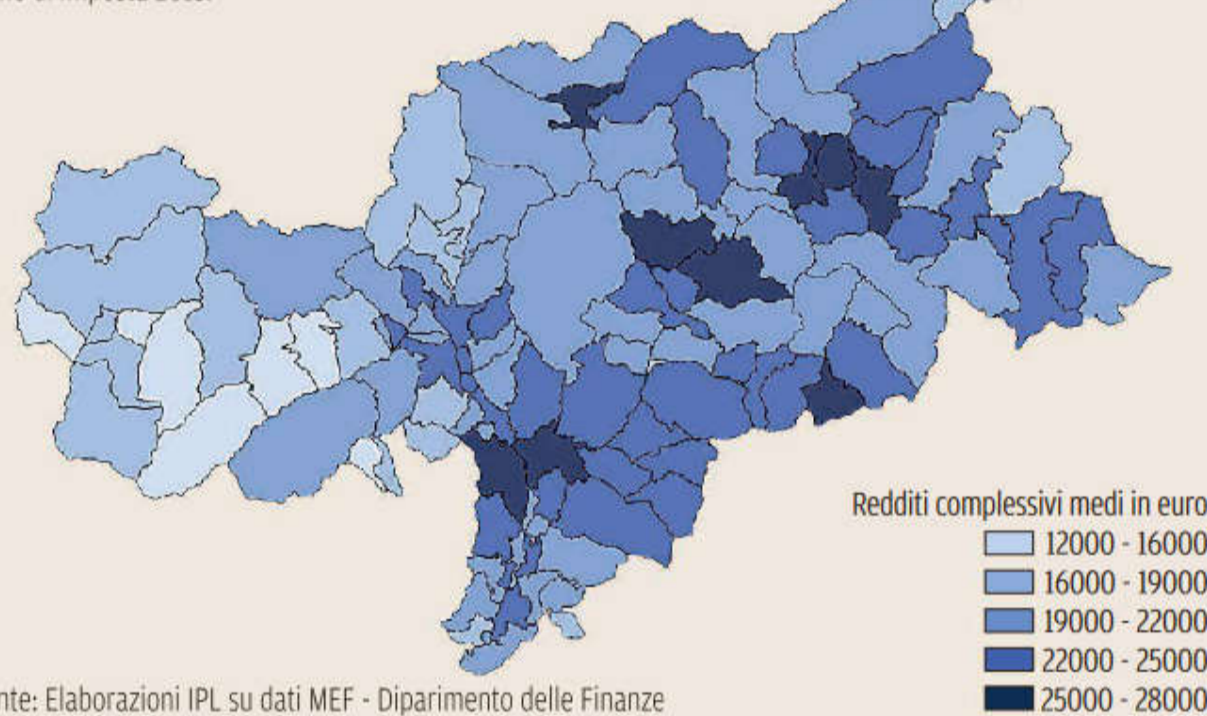 Redditi complessivi medi in euro
12000 - 16000
16000 - 19000
19000 - 22000
22000 - 25000
25000 - 28000
nte: Elaborazioni IPL su dati MEF - Diparimento delle Finanze